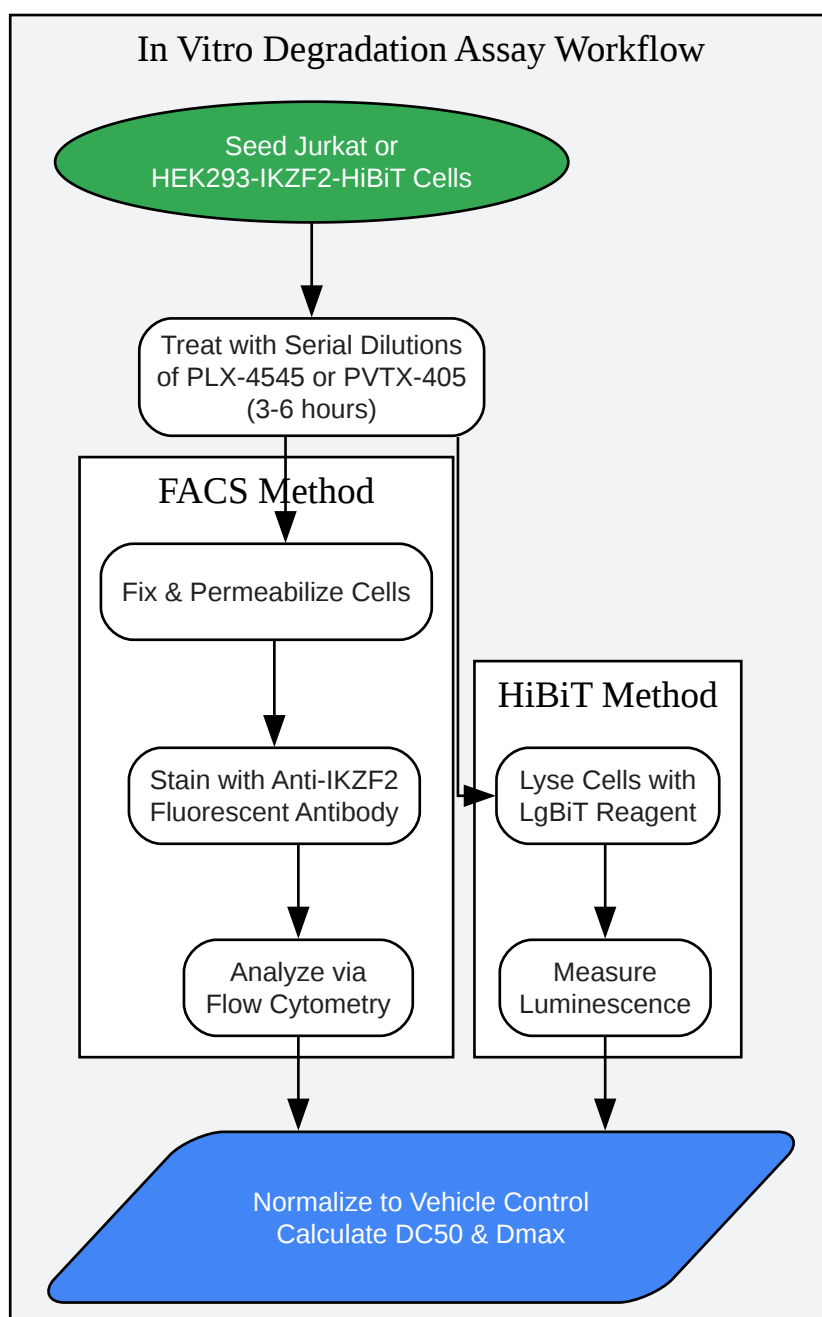 In Vitro Degradation Assay Workflow
Seed Jurkat or
HEK293-IKZF2-HiBiT Cells
Treat with Serial Dilutions
of PLX-4545 or PVTX-405
(3-6 hours)
FACS Method
Fix & Permeabilize Cells
Stain with Anti-IKZF2
Fluorescent Antibody
Analyze via
Flow Cytometry
HiBiT Method
Lyse Cells with
LgBiT Reagent
Measure
Luminescence
Normalize to Vehicle Control
Calculate DC50 & Dmax